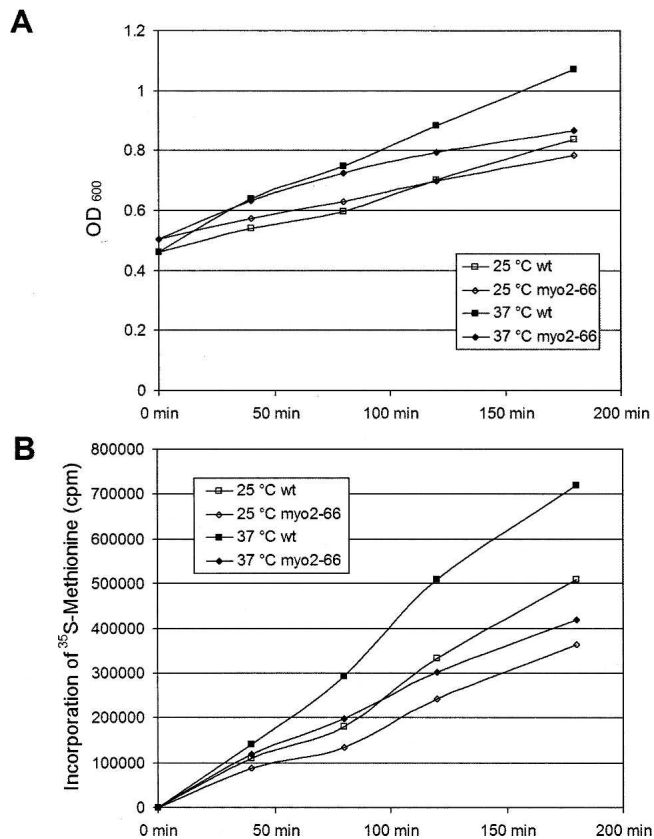 A
1.2
1
0.8
0.6
0.4
0.2
0
OD 600
25 °C wt
25 °C myo2-66
37 °C wt
37 °C myo2-66
0 min
50 min
100 min
150 min
200 min
B
800000
700000
600000
500000
400000
300000
200000
100000
0
Incorporation of ³⁵S-Methionine (cpm)
25 °C wt
25 °C myo2-66
37 °C wt
37 °C myo2-66
0 min
50 min
100 min
150 min
200 min